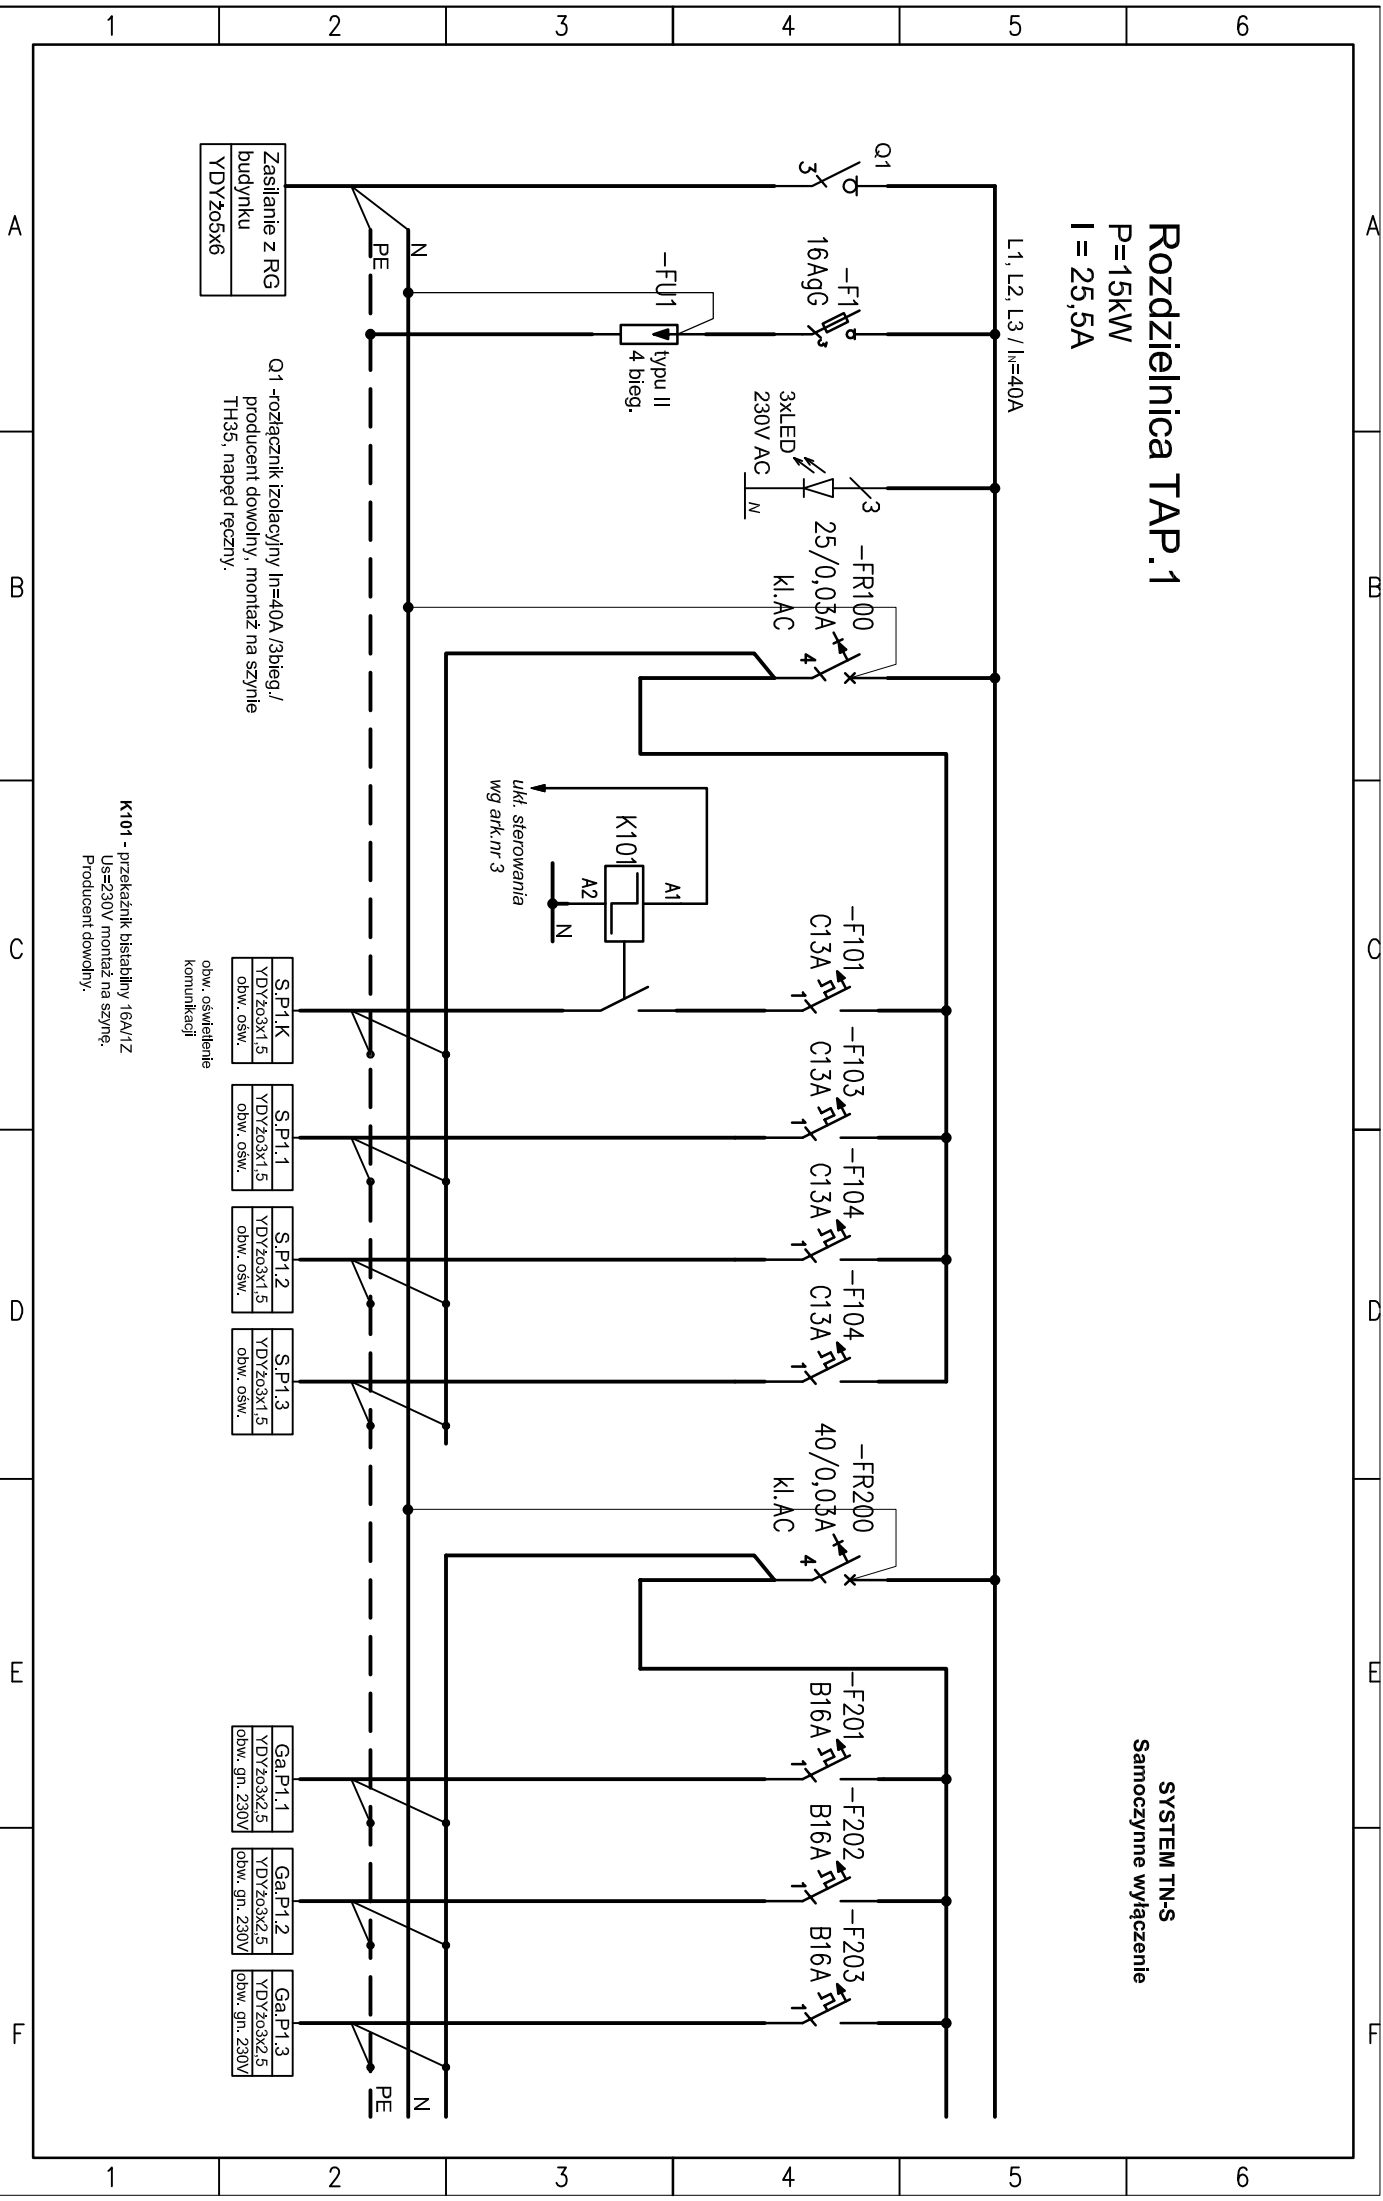 1
2
3
4
5
6
A
B
C
D
E
F
Rozdzielnica TAP.1
P=15kW
I = 25,5A
SYSTEM TN-S
Samoczynne wyłączenie
L1, L2, L3 / IN=40A
Q1
3
-F1
16AgG
3
-FU1
typu II
4 bieg.
3xLED
230V AC
3
N
-FR100
25/0,03A
kl.AC
4
ukł. sterowania
wg ark.nr 3
K101
A1
A2
N
-F101
C13A
1
-F103
C13A
1
-F104
C13A
1
-F104
C13A
1
-FR200
40/0,03A
kl.AC
4
-F201
B16A
1
-F202
B16A
1
-F203
B16A
1
N
PE
N
PE
Zasilanie z RG
budynku
YDYżo5x6
Q1 -rozłącznik izolacyjny In=40A /3bieg./
producent dowolny, montaż na szynie
TH35, napęd ręczny.
S.P1.K
YDYżo3x1,5
obw. ośw.
obw. oświetlenie
komunikacji
S.P1.1
YDYżo3x1,5
obw. ośw.
S.P1.2
YDYżo3x1,5
obw. ośw.
S.P1.3
YDYżo3x1,5
obw. ośw.
Ga.P1.1
YDYżo3x2,5
obw. gn. 230V
Ga.P1.2
YDYżo3x2,5
obw. gn. 230V
Ga.P1.3
YDYżo3x2,5
obw. gn. 230V
K101 - przekaźnik bistabilny 16A/1Z
Us=230V montaż na szynę.
Producent dowolny.
1
2
3
4
5
6
A
B
C
D
E
F